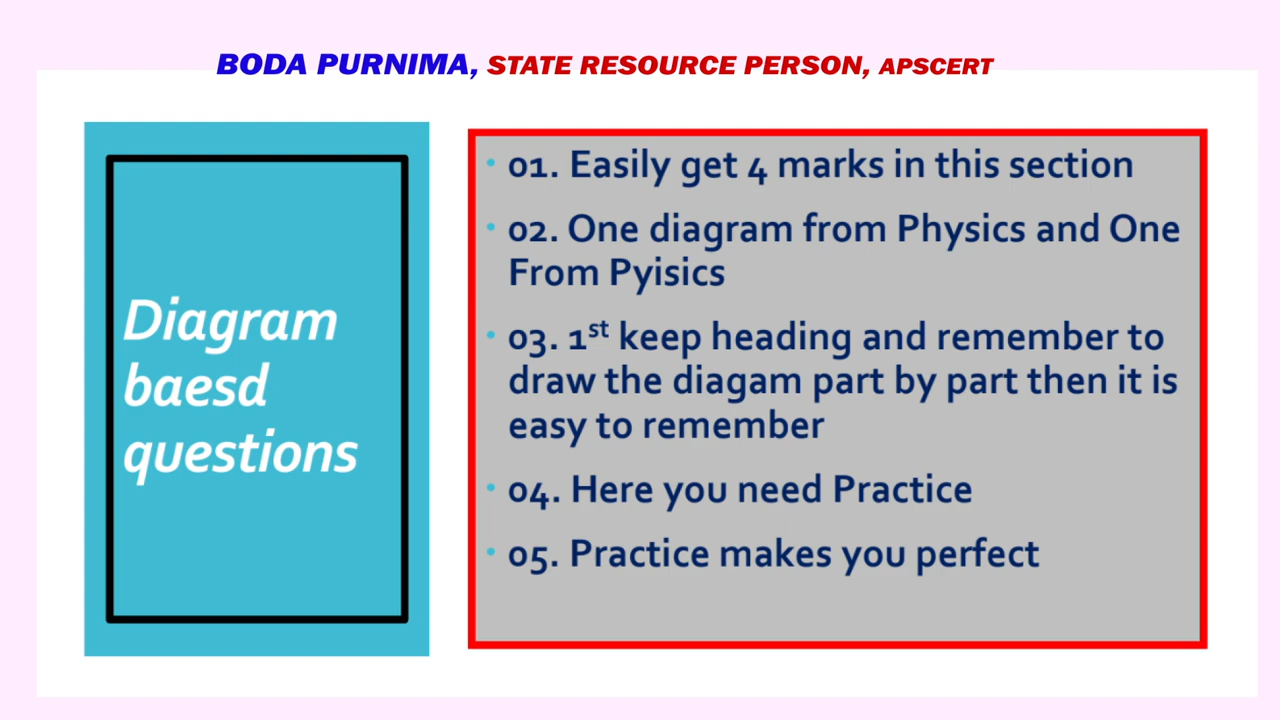 BODA PURNIMA, STATE RESOURCE PERSON, APSCERT
Diagram
baesd
questions
• 01. Easily get 4 marks in this section
• 02. One diagram from Physics and One
From Pyisics
• 03. 1st keep heading and remember to
draw the diagam part by part then it is
easy to remember
• 04. Here you need Practice
• 05. Practice makes you perfect